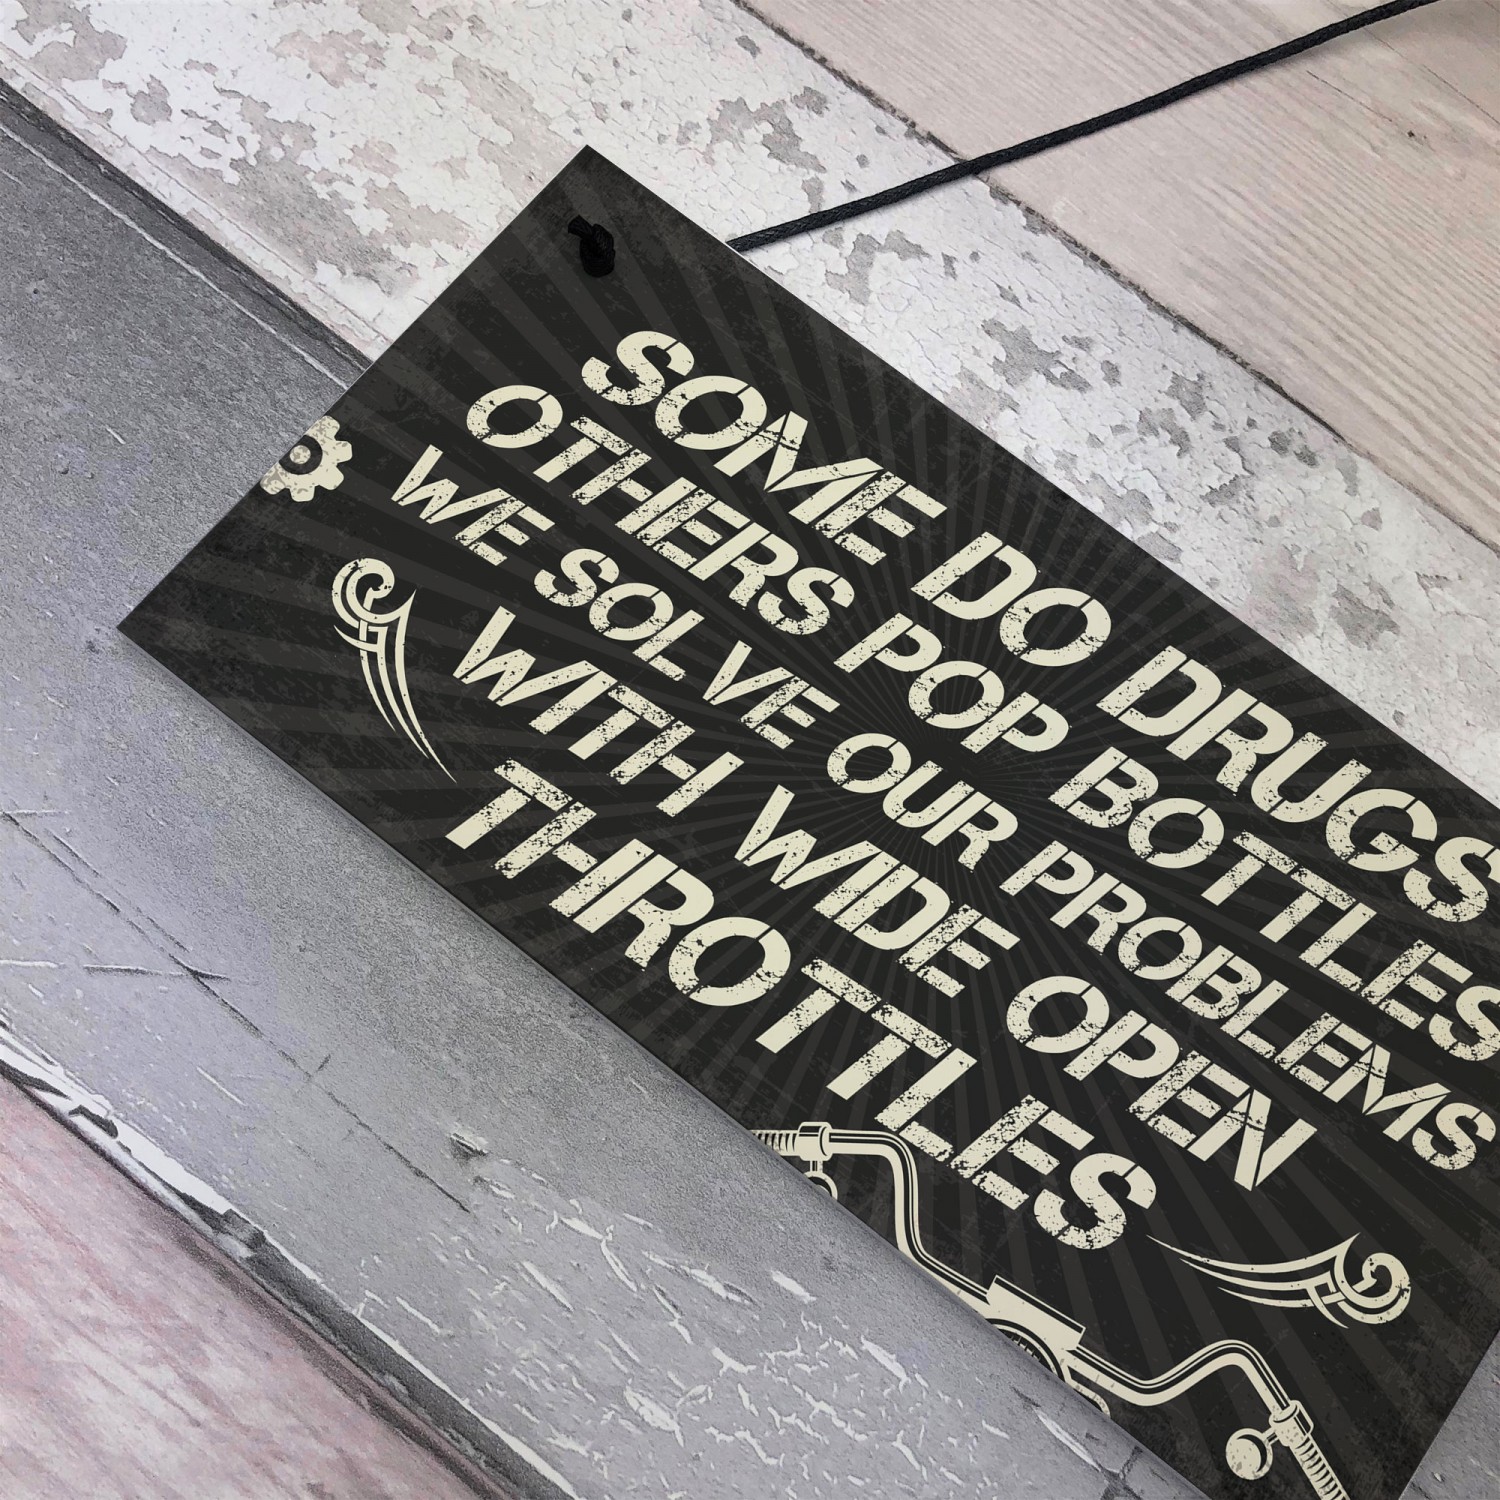 SOME DO DRUGS
OTHERS POP BOTTLES
WE SOLVE OUR PROBLEMS
WITH WIDE OPEN
THROTTLES